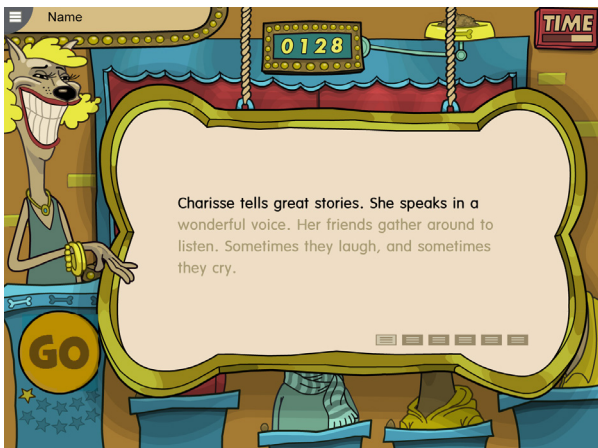 Name
0128
TIME
Charisse tells great stories. She speaks in a
wonderful voice. Her friends gather around to
listen. Sometimes they laugh, and sometimes
they cry.
GO